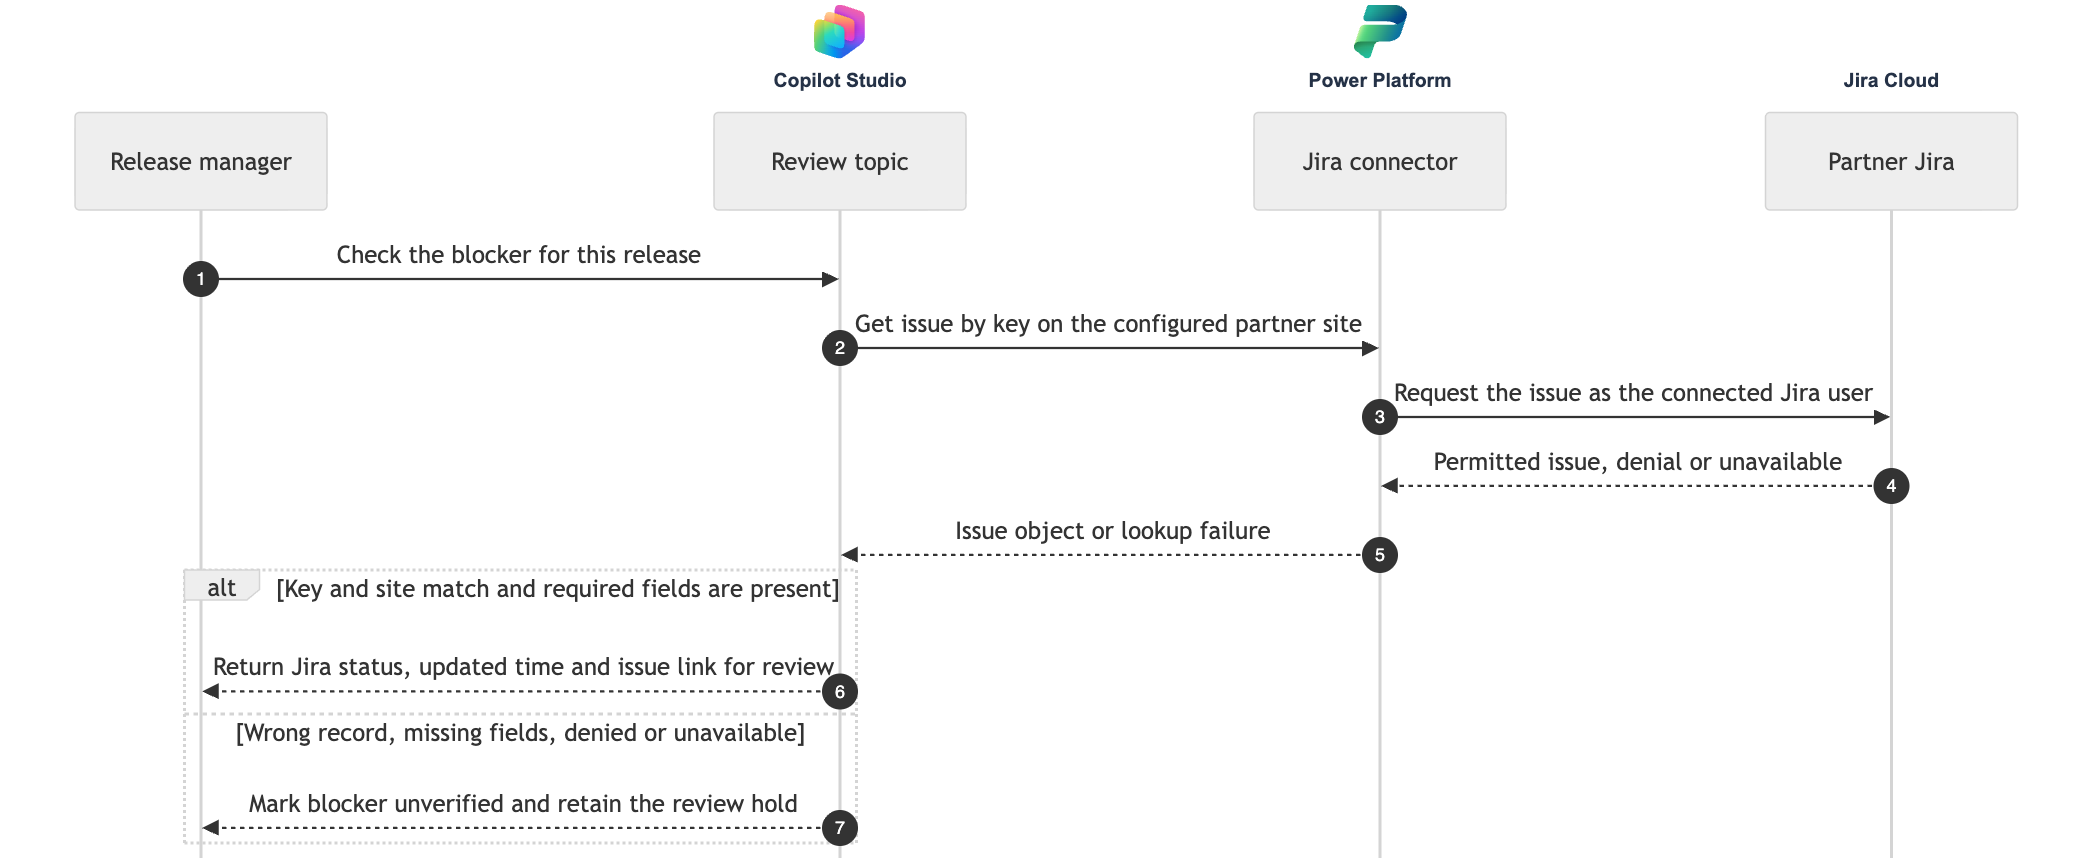 Copilot Studio
Power Platform
Jira Cloud
Release manager
Review topic
Jira connector
Partner Jira
Check the blocker for this release
1
Get issue by key on the configured partner site
2
Request the issue as the connected Jira user
3
Permitted issue, denial or unavailable
4
Issue object or lookup failure
5
alt
[Key and site match and required fields are present]
Return Jira status, updated time and issue link for review
6
[Wrong record, missing fields, denied or unavailable]
Mark blocker unverified and retain the review hold
7